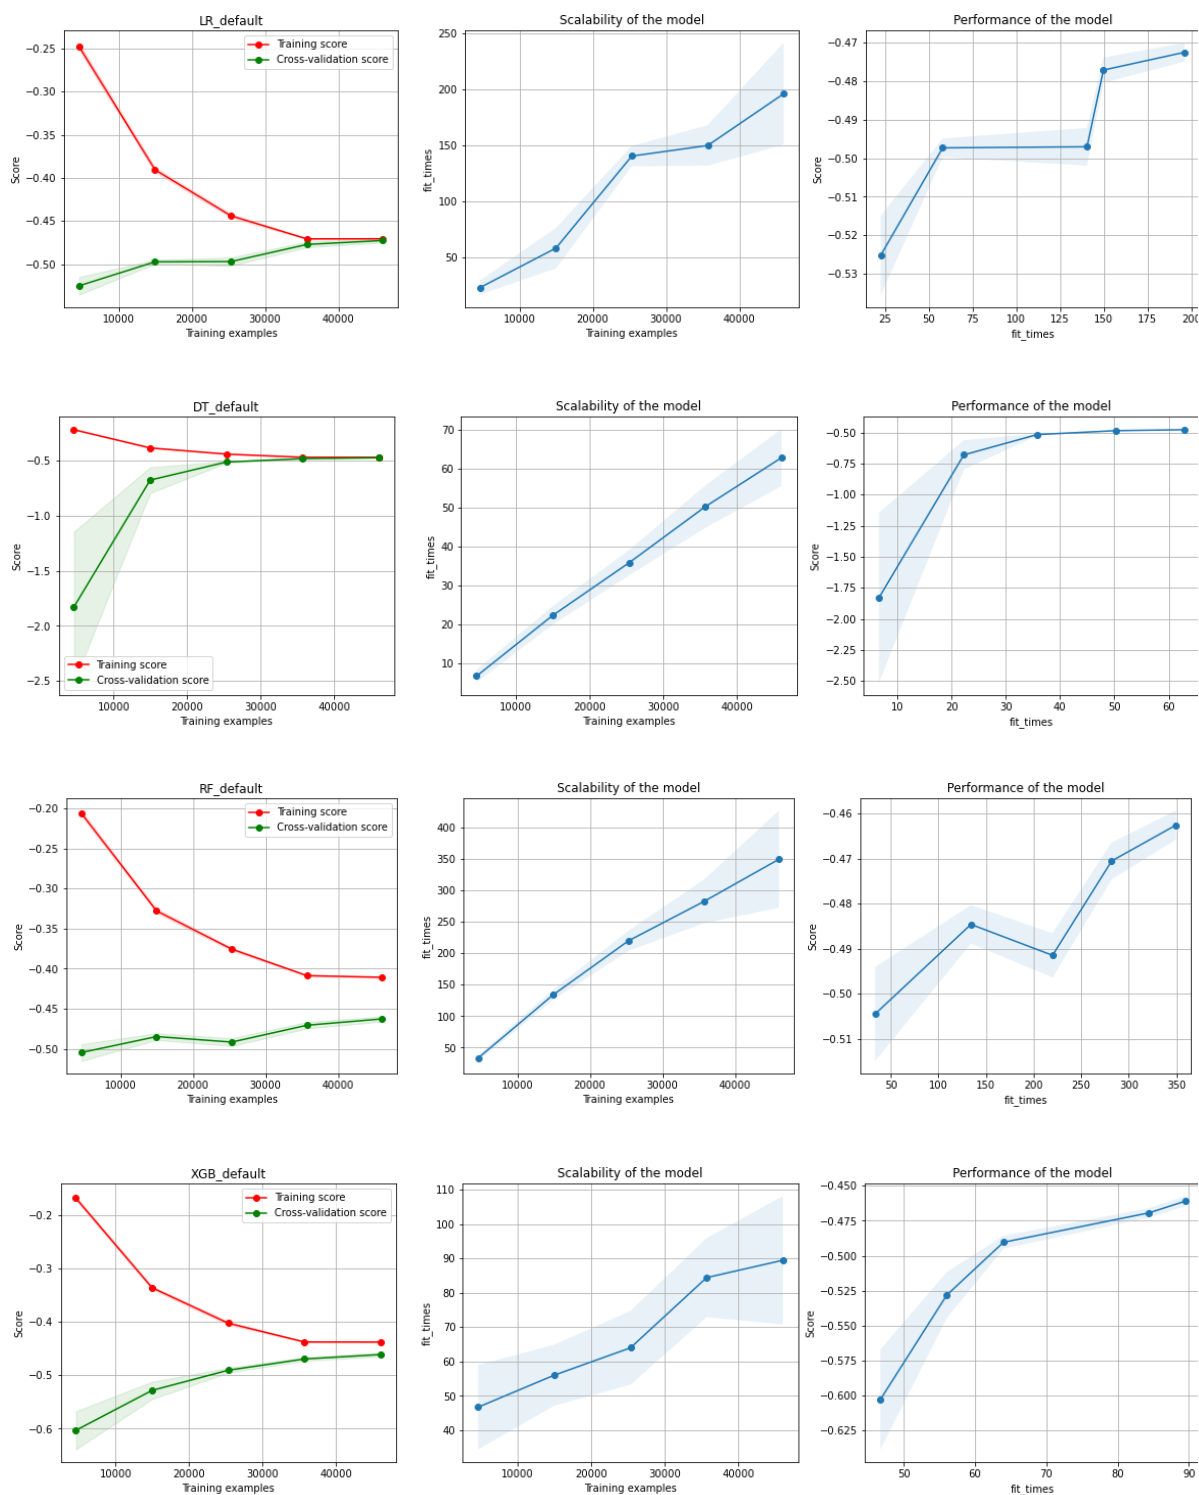 LR_default
Training score
Cross-validation score
−0.25
−0.30
−0.35
−0.40
−0.45
−0.50
Score
10000 20000 30000 40000
Training examples
Scalability of the model
250
200
150
100
50
fit_times
10000 20000 30000 40000
Training examples
Performance of the model
−0.47
−0.48
−0.49
−0.50
−0.51
−0.52
−0.53
Score
25 50 75 100 125 150 175 200
fit_times
DT_default
−0.5
−1.0
−1.5
−2.0
−2.5
Score
Training score
Cross-validation score
10000 20000 30000 40000
Training examples
Scalability of the model
70
60
50
40
30
20
10
fit_times
10000 20000 30000 40000
Training examples
Performance of the model
−0.50
−0.75
−1.00
−1.25
−1.50
−1.75
−2.00
−2.25
−2.50
Score
10 20 30 40 50 60
fit_times
RF_default
Training score
Cross-validation score
−0.20
−0.25
−0.30
−0.35
−0.40
−0.45
−0.50
Score
10000 20000 30000 40000
Training examples
Scalability of the model
400
350
300
250
200
150
100
50
fit_times
10000 20000 30000 40000
Training examples
Performance of the model
−0.46
−0.47
−0.48
−0.49
−0.50
−0.51
Score
50 100 150 200 250 300 350
fit_times
XGB_default
Training score
Cross-validation score
−0.2
−0.3
−0.4
−0.5
−0.6
Score
10000 20000 30000 40000
Training examples
Scalability of the model
110
100
90
80
70
60
50
40
fit_times
10000 20000 30000 40000
Training examples
Performance of the model
−0.450
−0.475
−0.500
−0.525
−0.550
−0.575
−0.600
−0.625
Score
50 60 70 80 90
fit_times